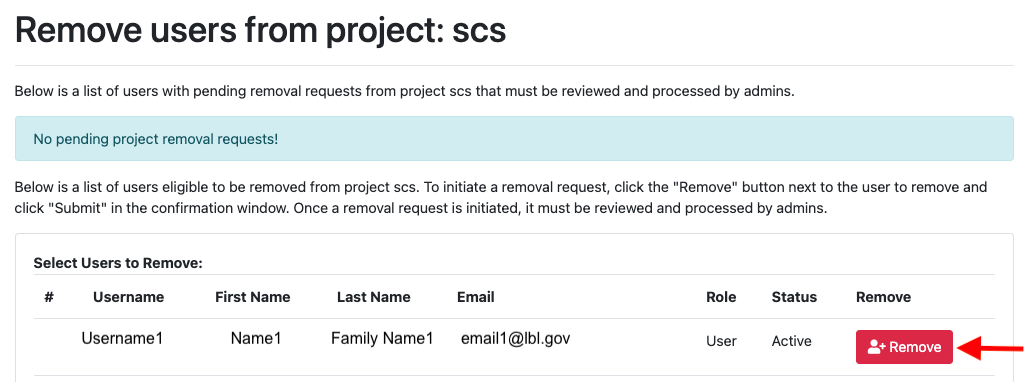 Remove users from project: scs
Below is a list of users with pending removal requests from project scs that must be reviewed and processed by admins.
No pending project removal requests!
Below is a list of users eligible to be removed from project scs. To initiate a removal request, click the "Remove" button next to the user to remove and
click "Submit" in the confirmation window. Once a removal request is initiated, it must be reviewed and processed by admins.
Select Users to Remove:
# Username First Name Last Name Email Role Status Remove
Username1 Name1 Family Name1 email1@lbl.gov User Active Remove